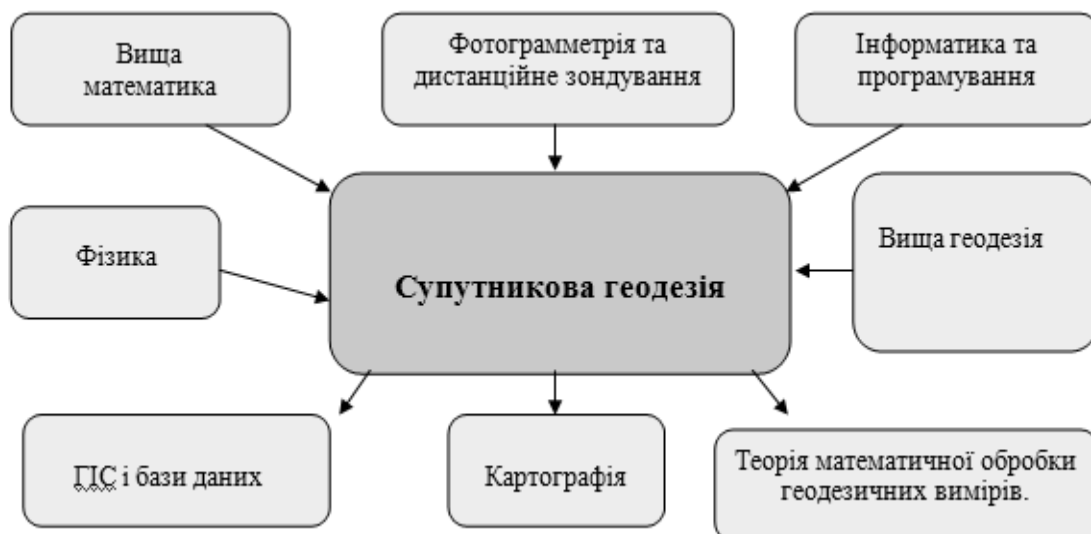 Вища
математика
Фотограмметрія та
дистанційне зондування
Інформатика та
програмування
Фізика
Супутникова геодезія
Вища геодезія
ГІС і бази даних
Картографія
Теорія математичної обробки
геодезичних вимірів.